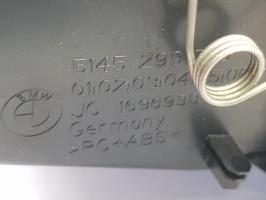 BMW
5145 299
01 02 03 04
JC 1696930
Germany
>PC+ABS<